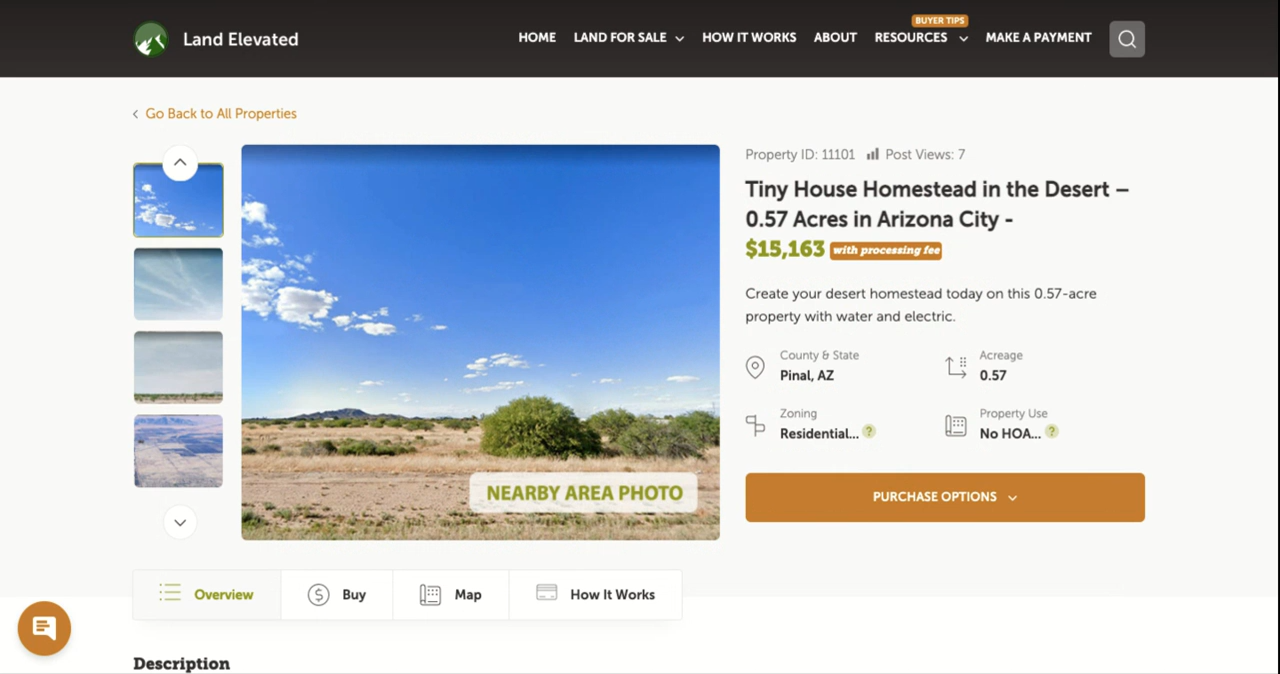 Land Elevated
HOME
LAND FOR SALE
HOW IT WORKS
ABOUT
BUYER TIPS
RESOURCES
MAKE A PAYMENT
Go Back to All Properties
NEARBY AREA PHOTO
Property ID: 11101 Post Views: 7
Tiny House Homestead in the Desert –
0.57 Acres in Arizona City -
$15,163 with processing fee
Create your desert homestead today on this 0.57-acre
property with water and electric.
County & State
Pinal, AZ
Acreage
0.57
Zoning
Residential... ?
Property Use
No HOA... ?
PURCHASE OPTIONS
Overview
$ Buy
Map
How It Works
Description